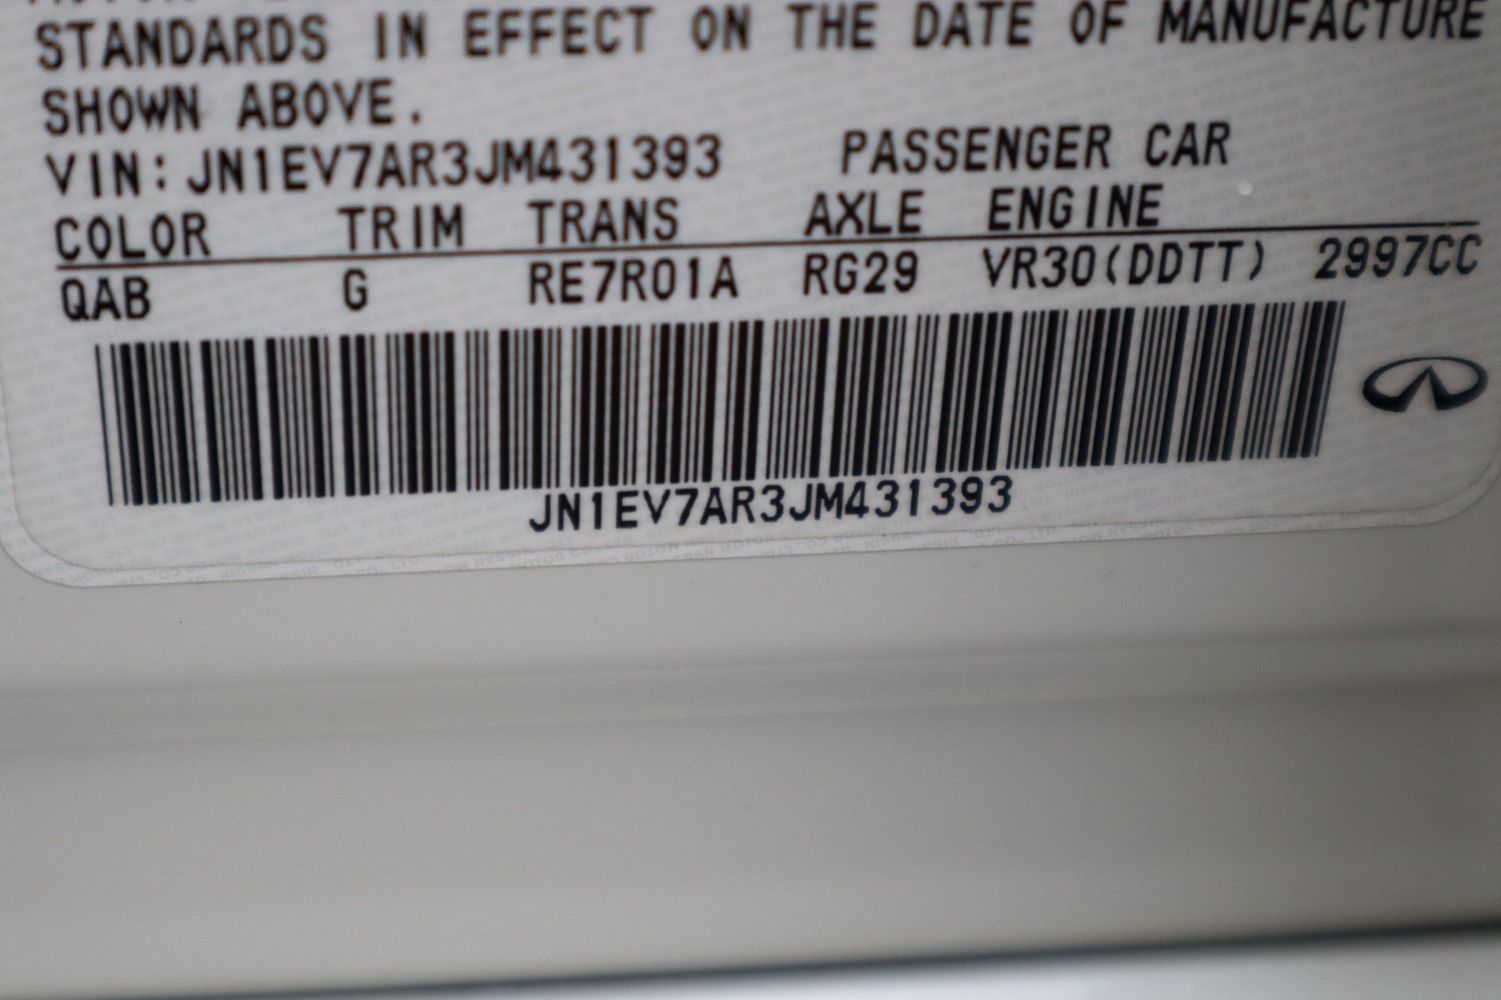 STANDARDS IN EFFECT ON THE DATE OF MANUFACTURE
SHOWN ABOVE.
VIN:JN1EV7AR3JM431393 PASSENGER CAR
COLOR TRIM TRANS AXLE ENGINE
QAB G RE7R01A RG29 VR30(DDTT) 2997CC
JN1EV7AR3JM431393